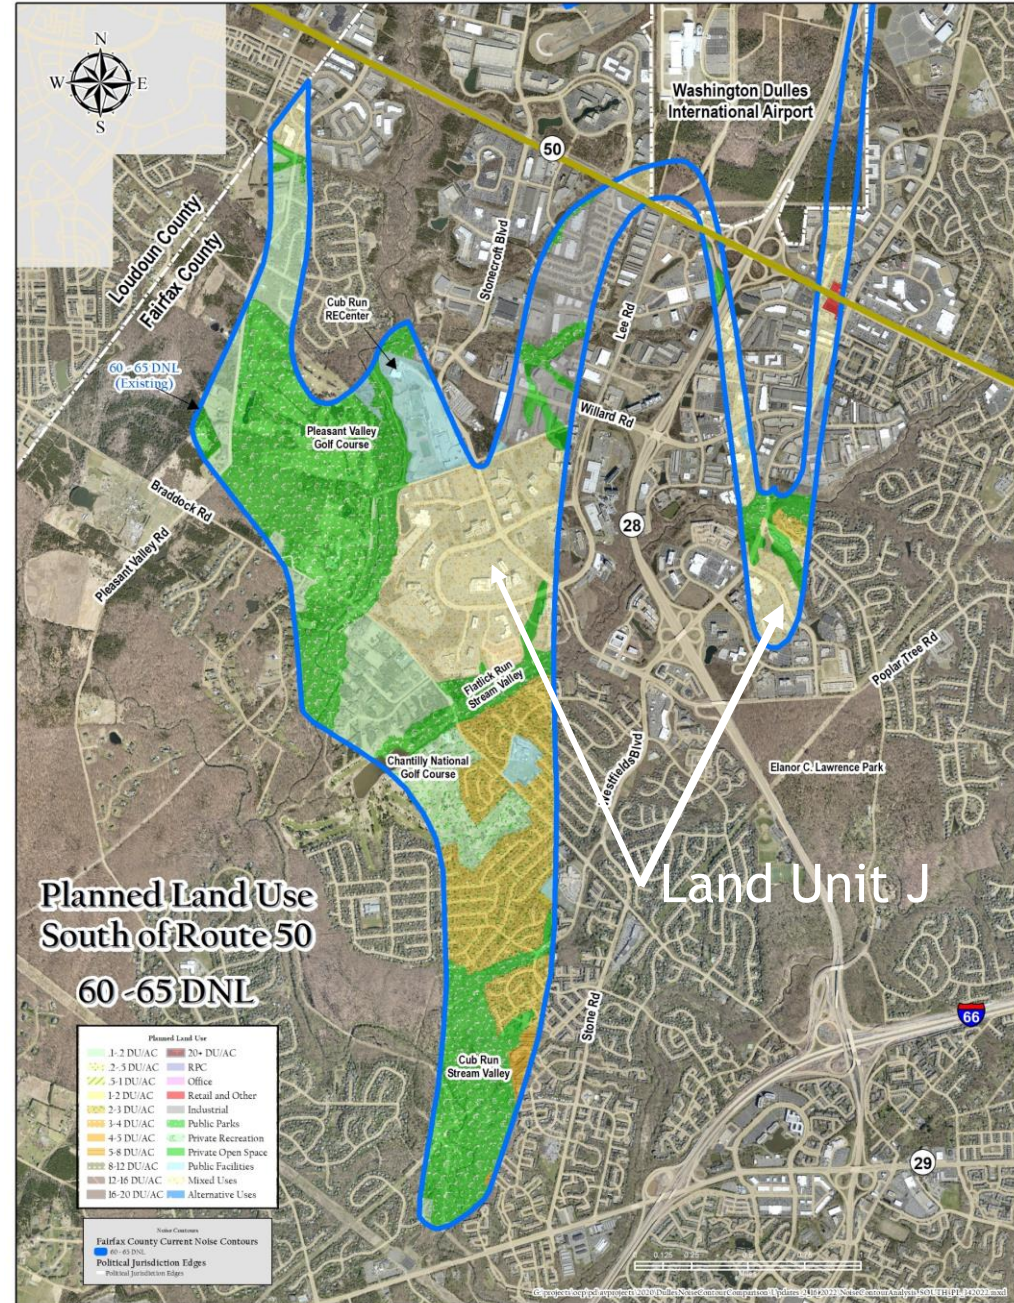 N
W
E
S
Washington Dulles
International Airport
50
Loudoun County
Fairfax County
Stonecroft Blvd
Cub Run
RECenter
Lee Rd
60 - 65 DNL
(Existing)
Pleasant Valley
Golf Course
Willard Rd
Braddock Rd
28
Pleasant Valley Rd
Poplar Tree Rd
Flatlick Run
Stream Valley
Westfields Blvd
Chantilly National
Golf Course
Elanor C. Lawrence Park
Land Unit J
Planned Land Use
South of Route 50
60 -65 DNL
Stone Rd
66
Cub Run
Stream Valley
29
Planned Land Use
.1-.2 DU/AC
.2-.5 DU/AC
.5-1 DU/AC
1-2 DU/AC
2-3 DU/AC
3-4 DU/AC
4-5 DU/AC
5-8 DU/AC
8-12 DU/AC
12-16 DU/AC
16-20 DU/AC
20+ DU/AC
RPC
Office
Retail and Other
Industrial
Public Parks
Private Recreation
Private Open Space
Public Facilities
Mixed Uses
Alternative Uses
Noise Contours
Fairfax County Current Noise Contours
60 - 65 DNL
Political Jurisdiction Edges
Political Jurisdiction Edges
0 0.125 0.25